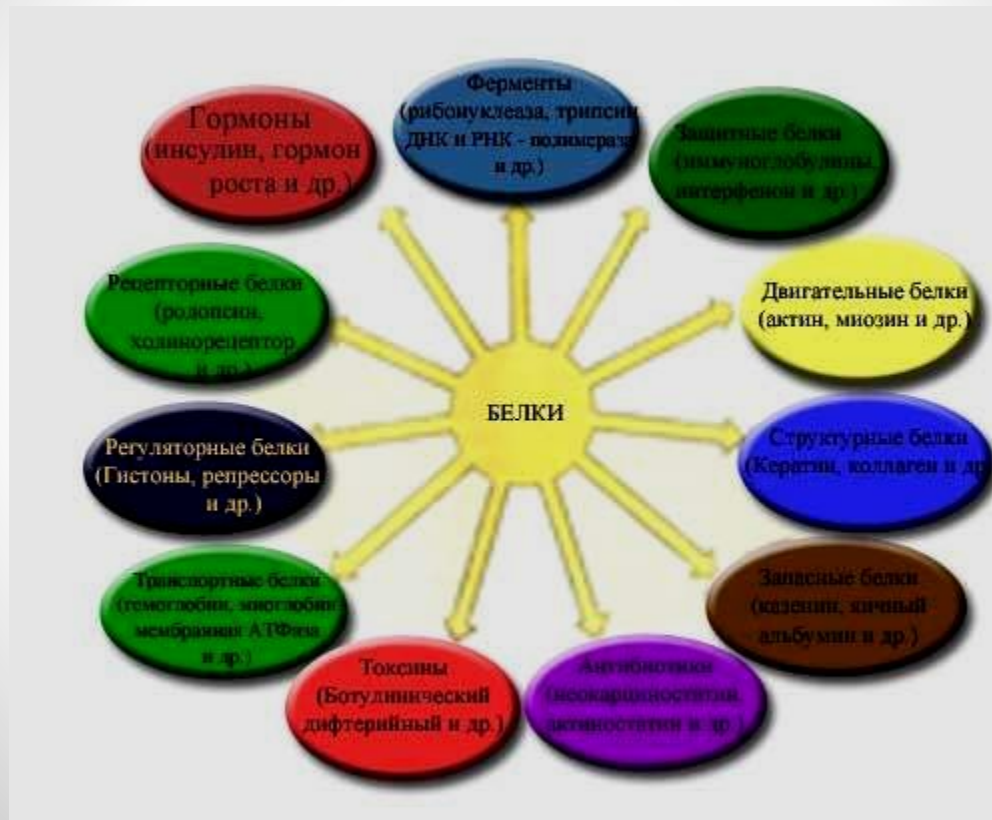 Ферменты
(рибонуклеаза, трипсин
ДНК и РНК - полимераза
и др.)
Гормоны
(инсулин, гормон
роста и др.)
Защитные белки
(иммуноглобулины,
интерферон и др.)
Рецепторные белки
(родопсин,
холинорецептор
и др.)
Двигательные белки
(актин, миозин и др.)
БЕЛКИ
Регуляторные белки
(Гистоны, репрессоры
и др.)
Структурные белки
(Кератин, коллаген и др
Транспортные белки
(гемоглобин, миоглобин
мембранная АТФаза
и др.)
Запасные белки
(казеин, яичный
альбумин и др.)
Токсины
(Ботулинический
дифтерийный и др.)
Антибиотики
(неокарциностатин,
актиностатин и др.)